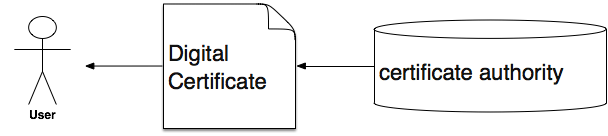 User
Digital
Certificate
certificate authority